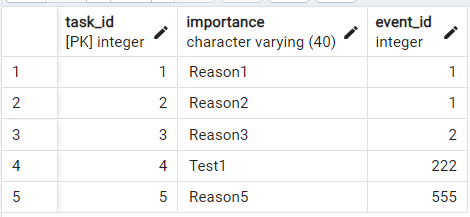 task_id importance event_id
[PK] integer character varying (40) integer
1 1 Reason1 1
2 2 Reason2 1
3 3 Reason3 2
4 4 Test1 222
5 5 Reason5 555